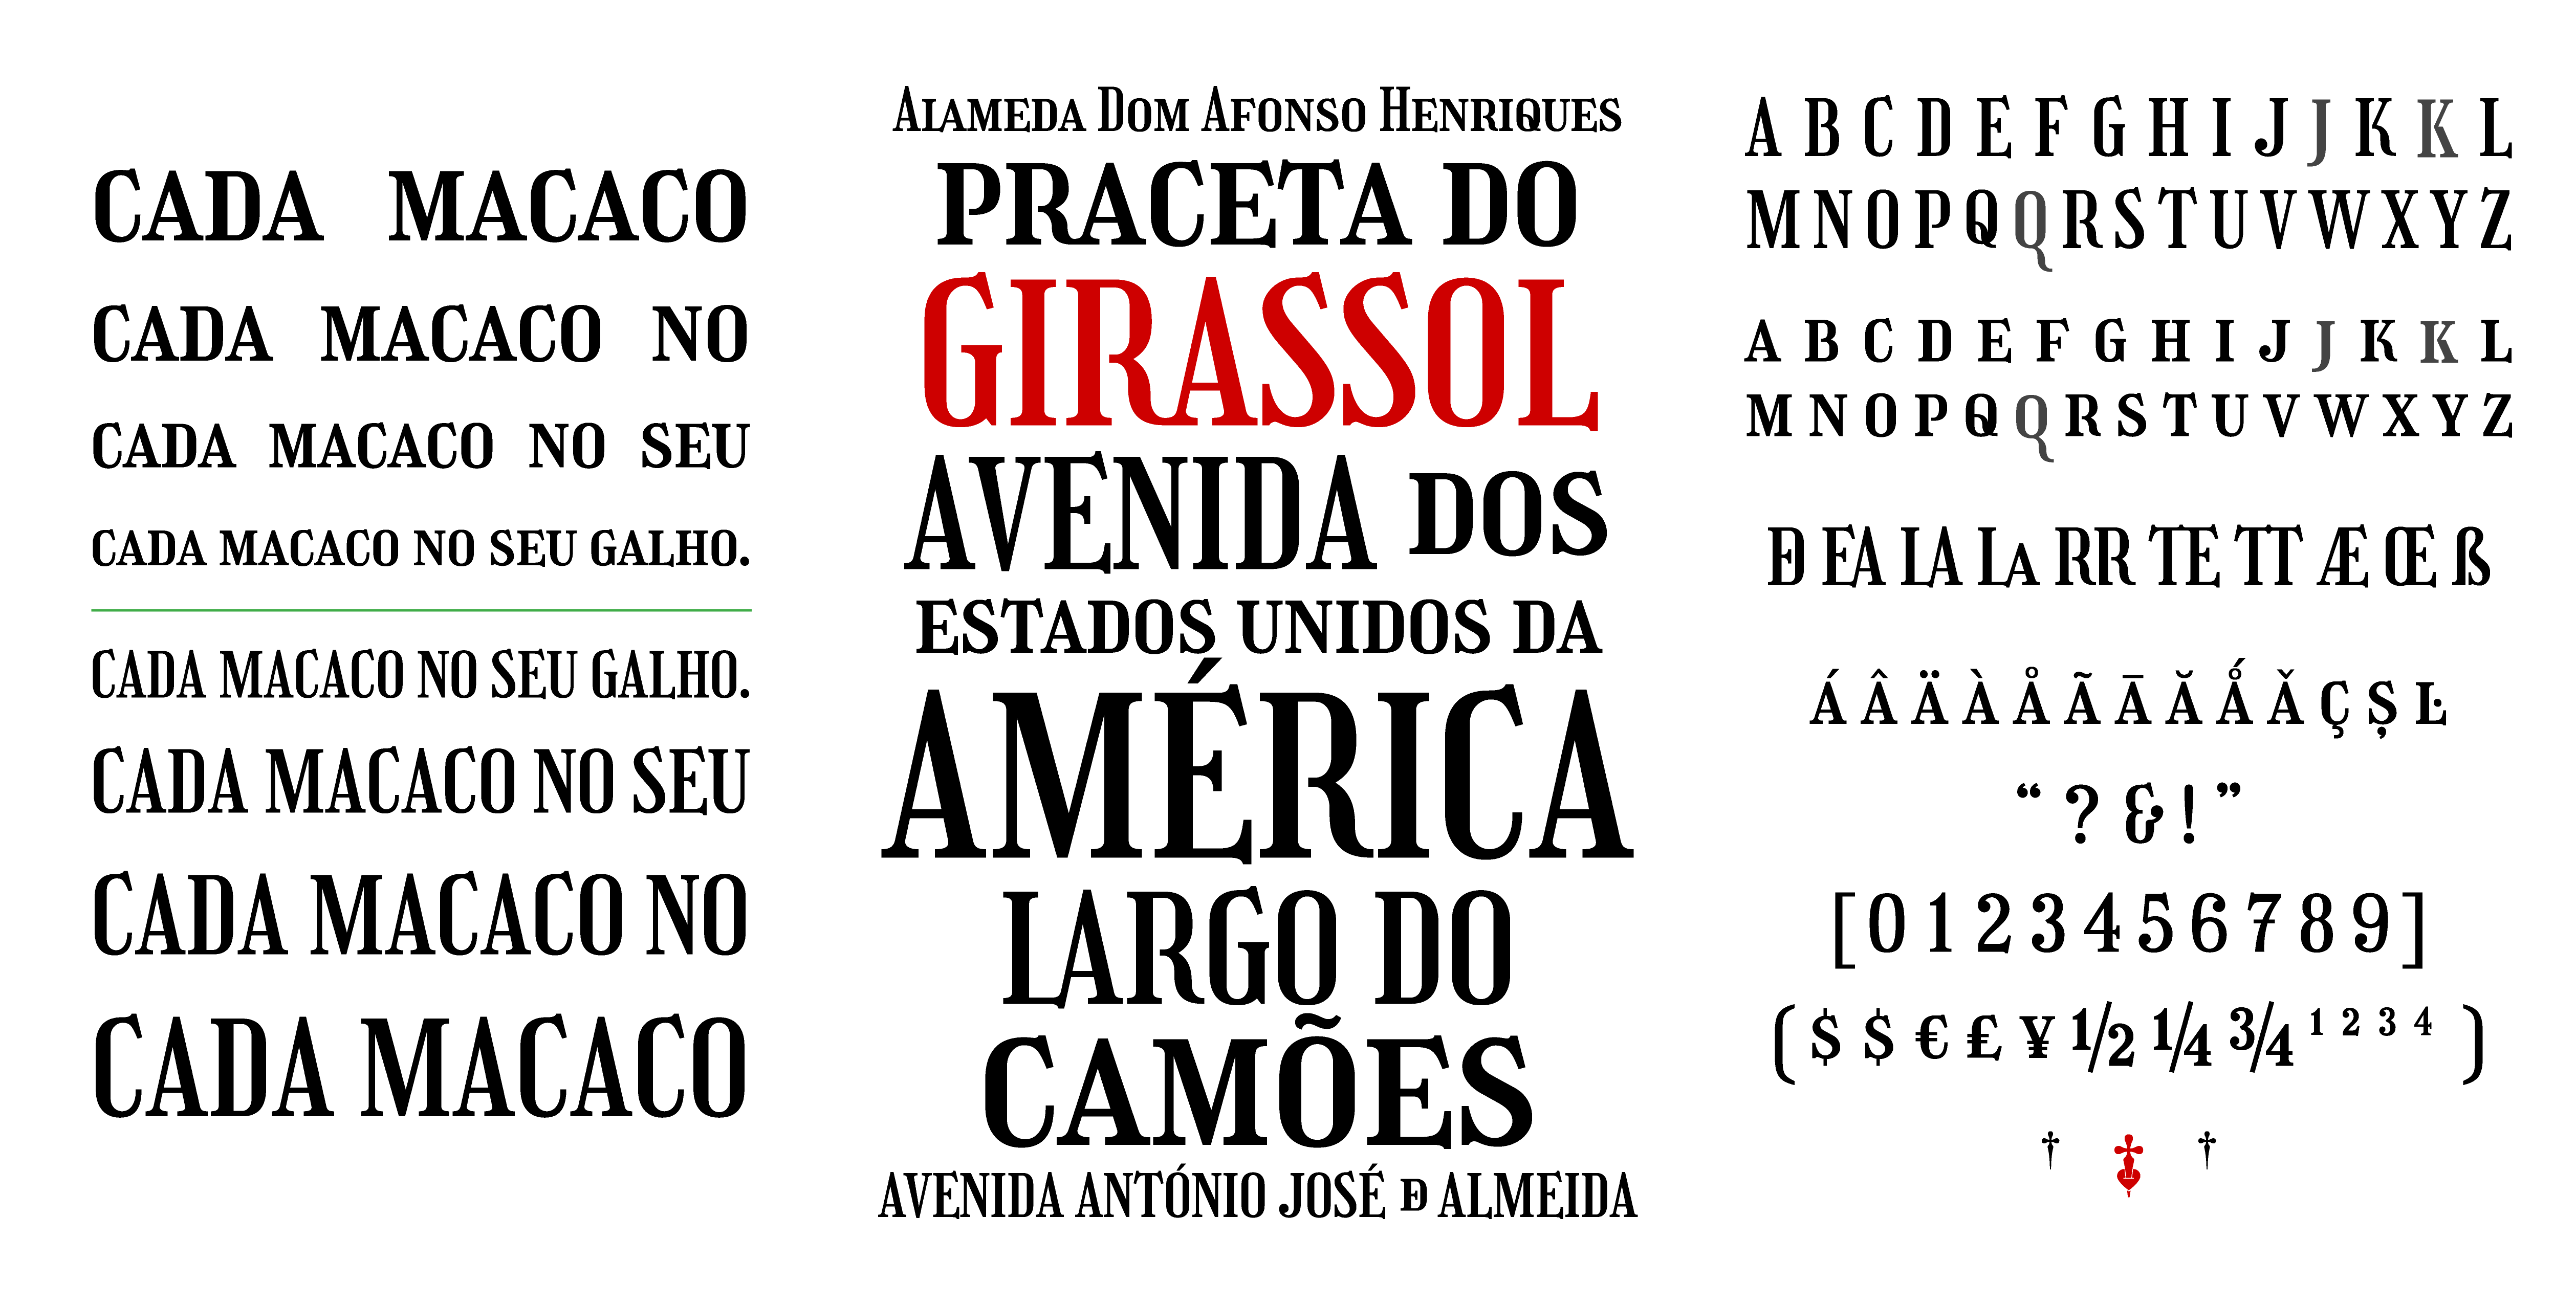 CADA MACACO
CADA MACACO NO
CADA MACACO NO SEU
CADA MACACO NO SEU GALHO.
CADA MACACO NO SEU GALHO.
CADA MACACO NO SEU
CADA MACACO NO
CADA MACACO
ALAMEDA DOM AFONSO HENRIQUES
PRACETA DO
GIRASSOL
AVENIDA DOS
ESTADOS UNIDOS DA
AMÉRICA
LARGO DO
CAMÕES
AVENIDA ANTÓNIO JOSÉ DE ALMEIDA
A B C D E F G H I J J K K L
M N O P Q Q R S T U V W X Y Z
A B C D E F G H I J J K K L
M N O P Q Q R S T U V W X Y Z
DE EA LA LA RR TE TT Æ Œ ß
Á Â Ä À Å Ã Ā Ă Ǻ Ǎ Ç Ș Ŀ
“ ? & ! ”
[ 0 1 2 3 4 5 6 7 8 9 ]
( $ $ € £ ¥ ½ ¼ ¾ ¹ ² ³ ⁴ )
† ‡ †